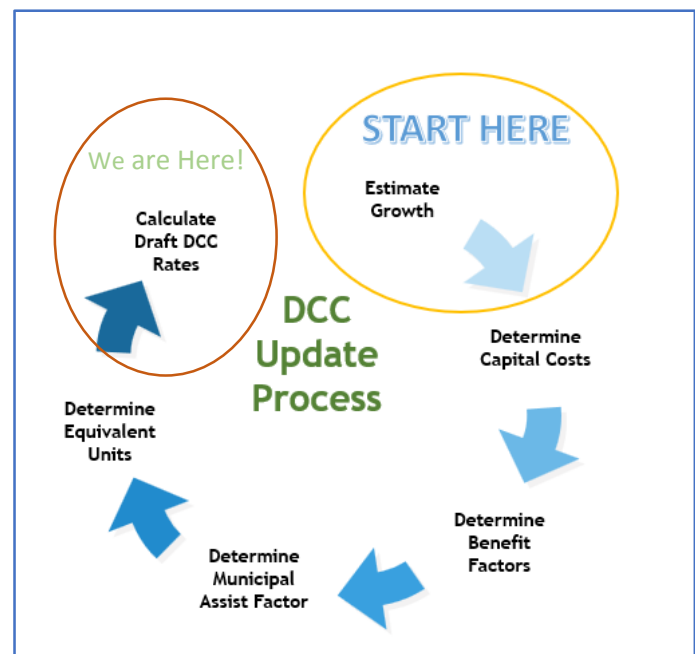 START HERE
We are Here!
Estimate
Growth
Calculate
Draft DCC
Rates
DCC
Update
Process
Determine
Capital Costs
Determine
Equivalent
Units
Determine
Benefit
Factors
Determine
Municipal
Assist Factor